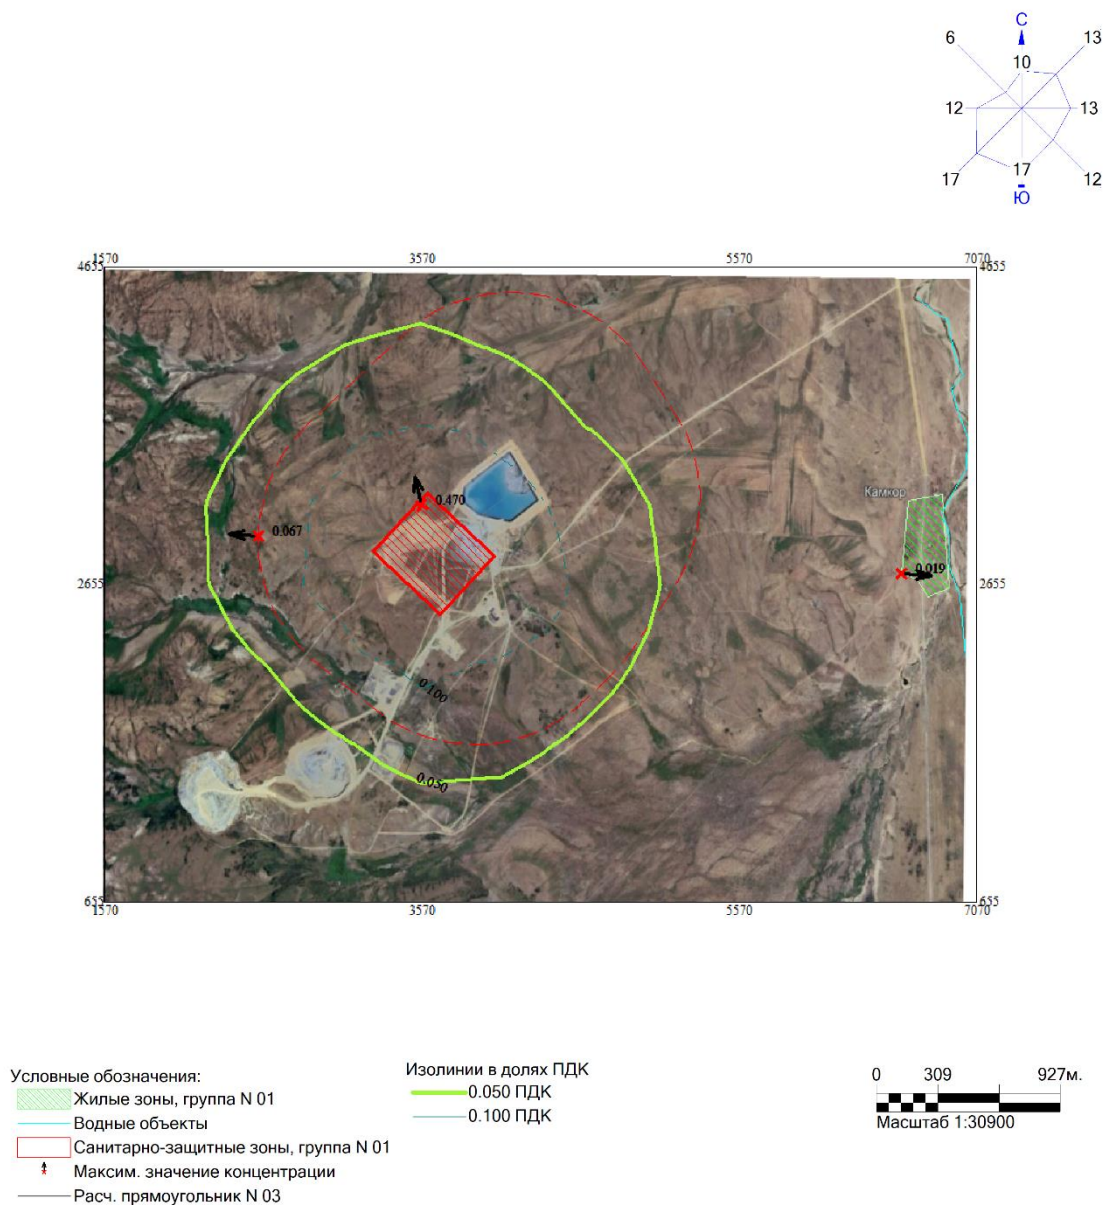 С
6
13
10
12
13
17
17
12
Ю
1570
3570
5570
7070
4655
4655
Камкор
0.470
0.067
0.019
2655
2655
0.100
0.050
655
655
1570
3570
5570
7070
Условные обозначения:
Жилые зоны, группа N 01
Водные объекты
Санитарно-защитные зоны, группа N 01
Максим. значение концентрации
Расч. прямоугольник N 03
Изолинии в долях ПДК
0.050 ПДК
0.100 ПДК
0 309 927м.
Масштаб 1:30900